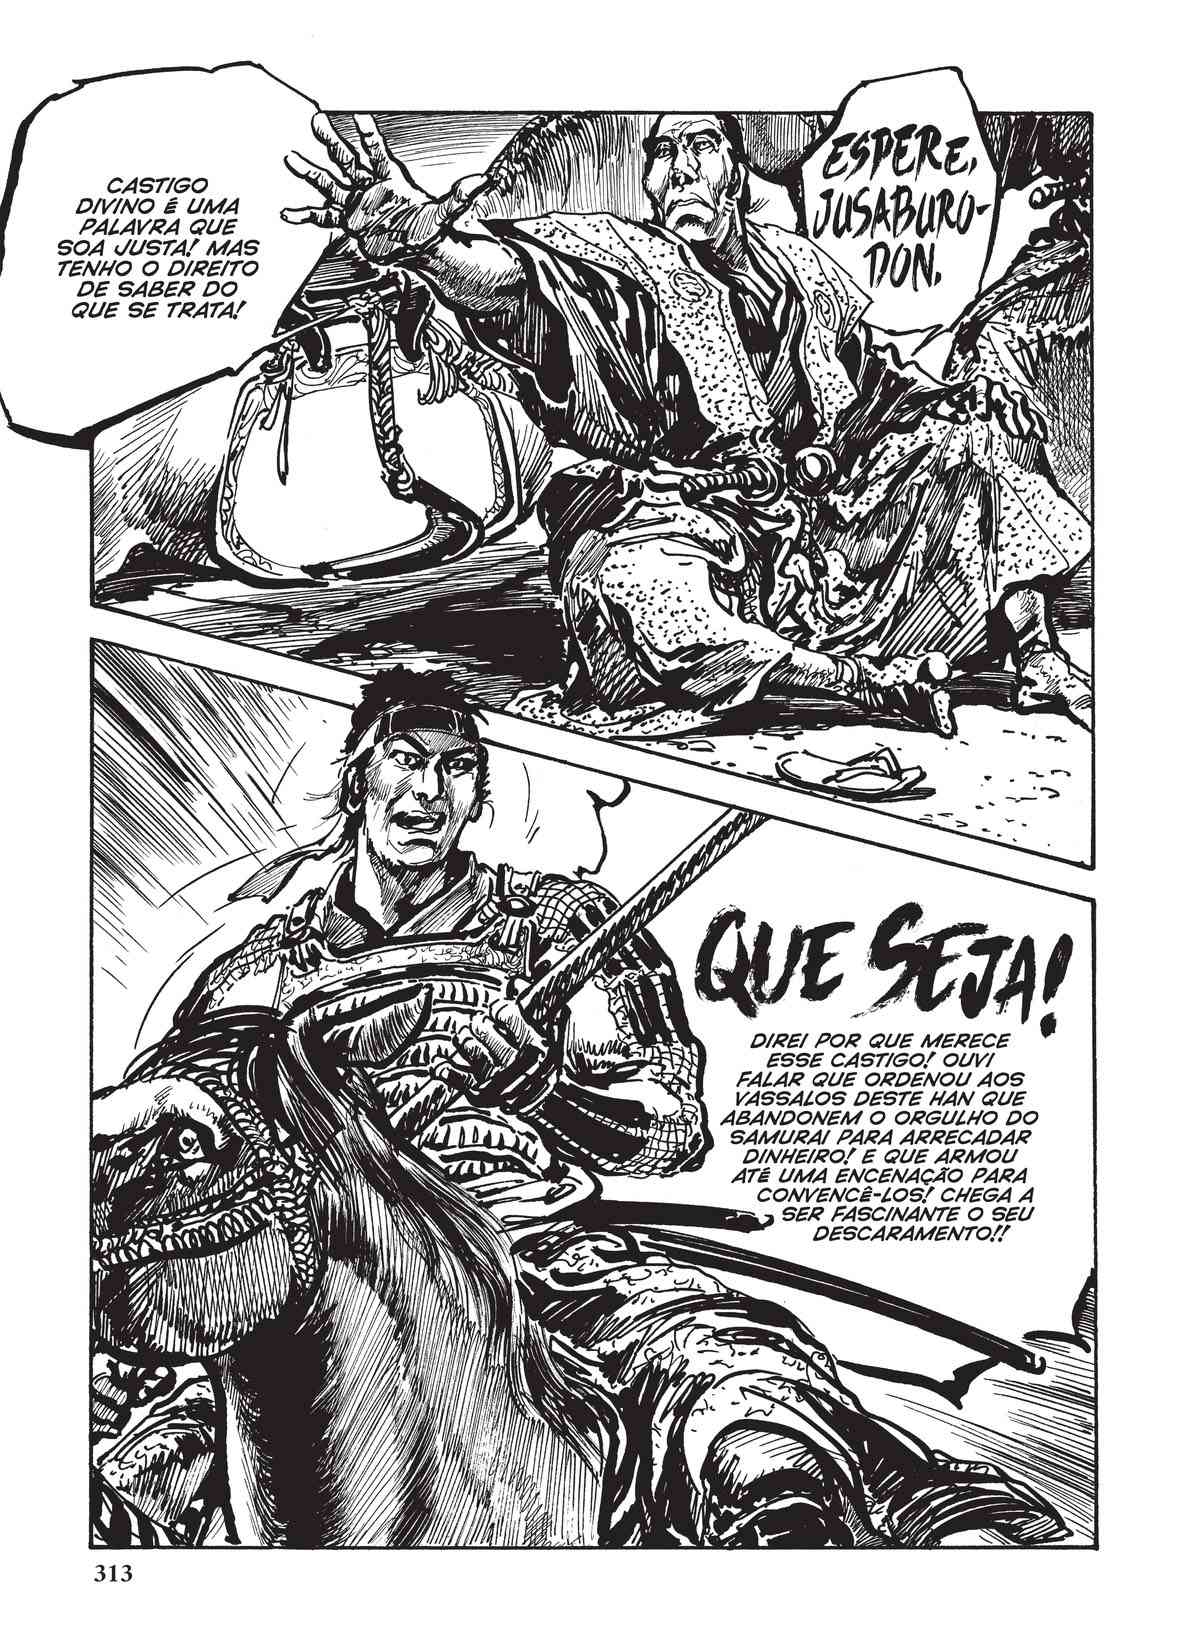 ESPERE,
JUSABURO-
DON.
CASTIGO
DIVINO É UMA
PALAVRA QUE
SOA JUSTA! MAS
TENHO O DIREITO
DE SABER DO
QUE SE TRATA!
QUE SEJA!
DIREI POR QUE MERECE
ESSE CASTIGO! OUVI
FALAR QUE ORDENOU AOS
VASSALOS DESTE HAN QUE
ABANDONEM O ORGULHO DO
SAMURAI PARA ARRECADAR
DINHEIRO! E QUE ARMOU
ATÉ UMA ENCENAÇÃO PARA
CONVENCÊ-LOS! CHEGA A
SER FASCINANTE O SEU
DESCARAMENTO!!
313